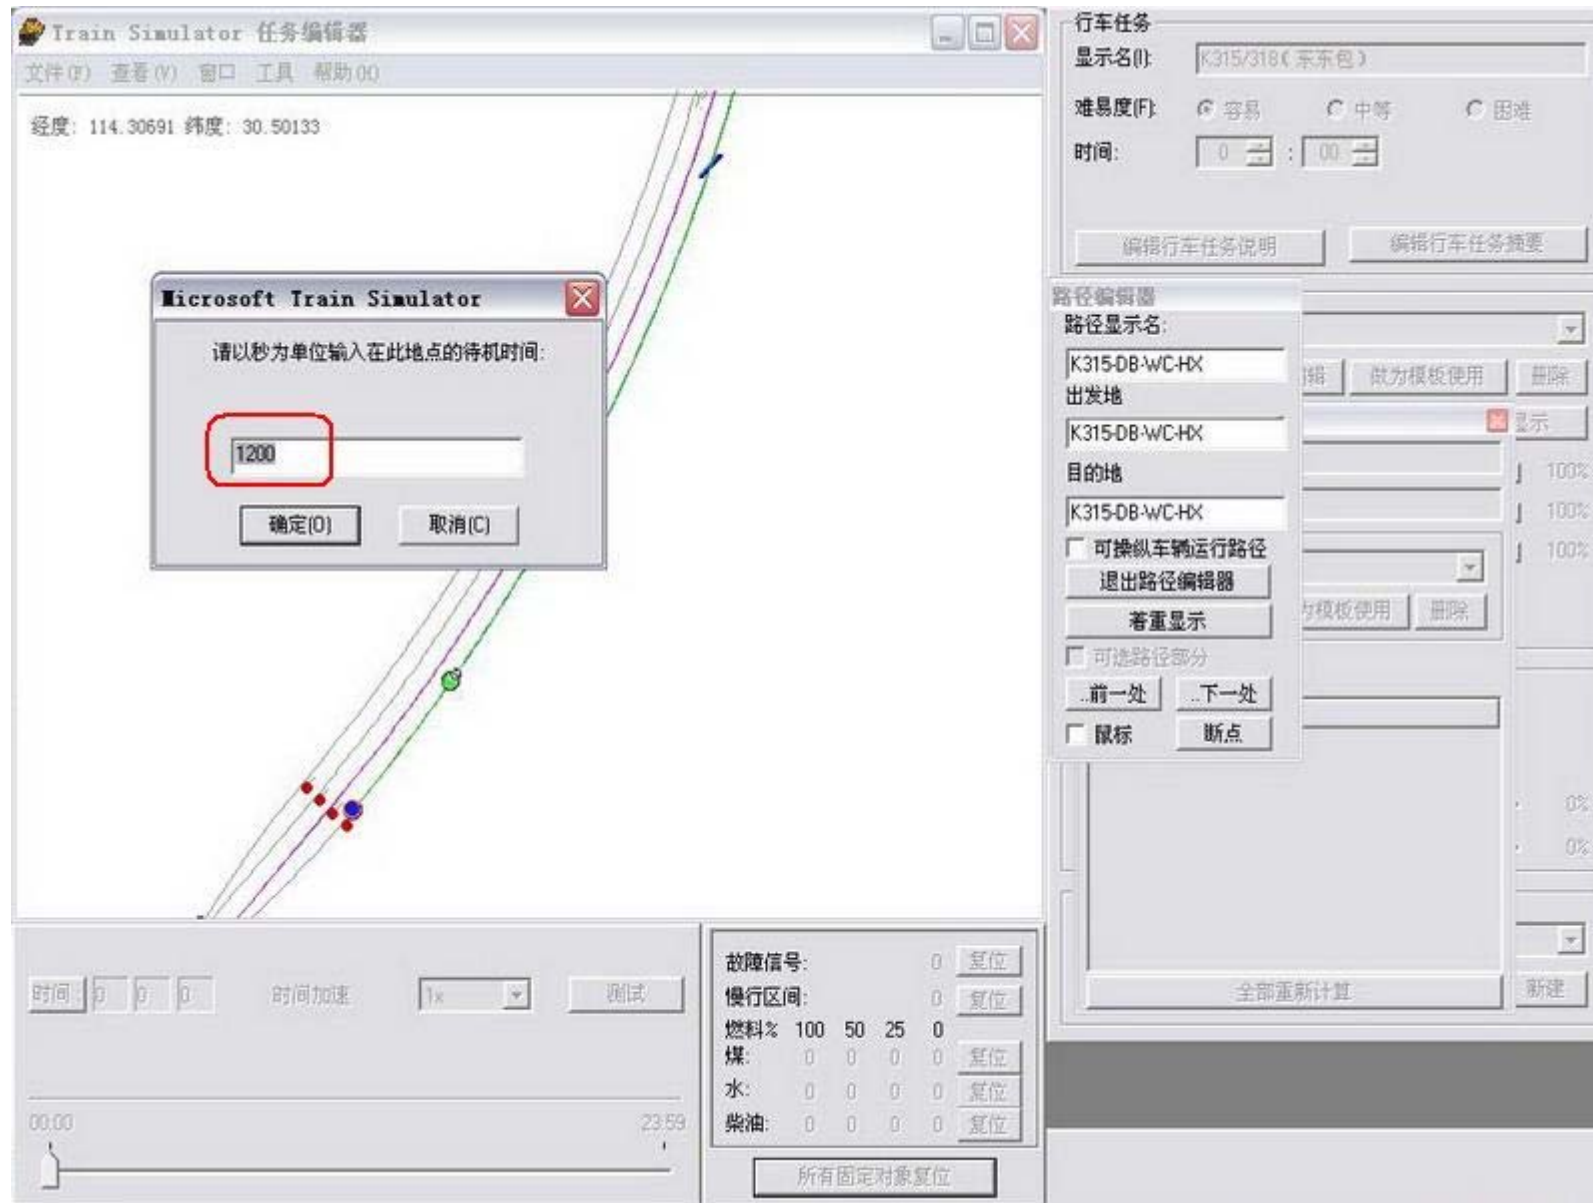 Train Simulator 任务编辑器
文件(F) 查看(V) 窗口 工具 帮助(X)
经度: 114.30691 纬度: 30.50133
Microsoft Train Simulator
请以秒为单位输入在此地点的待机时间:
1200
确定(O) 取消(C)
行车任务
显示名(I): K315/318(东东包)
难易度(F): 容易 中等 困难
时间: 0 : 00
编辑行车任务说明 编辑行车任务摘要
路径编辑器
路径显示名:
K315-DB-WC-HX
出发地
K315-DB-WC-HX
目的地
K315-DB-WC-HX
可操纵车辆运行路径
退出路径编辑器
着重显示
可选路径部分
..前一处 ..下一处
鼠标 断点
辑 做为模板使用 删除
显示
100%
100%
100%
模板使用 删除
0%
0%
全部重新计算 新建
时间: 0 0 0 时间加速 1x 测试
00:00 23:59
故障信号: 0 复位
慢行区间: 0 复位
燃料% 100 50 25 0
煤: 0 0 0 0 复位
水: 0 0 0 0 复位
柴油: 0 0 0 0 复位
所有固定对象复位